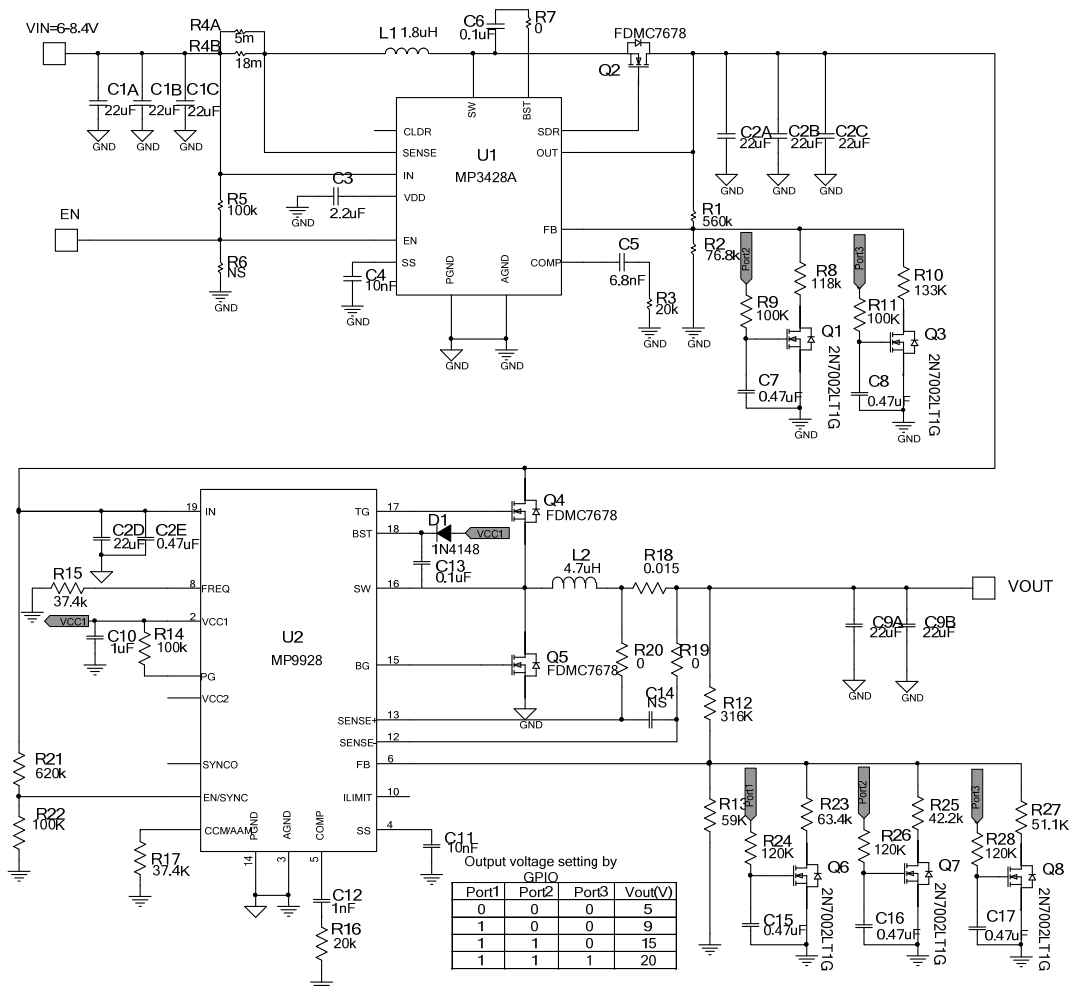 VIN=6-8.4V
R4A
5m
R4B
18m
L1 1.8uH
C6
0.1uF
R7
0
FDMC7678
Q2
C1A
22uF
C1B
22uF
C1C
22uF
GND
GND
GND
SW
BST
CLDR
SENSE
IN
VDD
EN
SS
PGND
AGND
SDR
OUT
FB
COMP
U1
MP3428A
C2A
22uF
C2B
22uF
C2C
22uF
GND
GND
GND
C3
2.2uF
GND
R5
100k
EN
R6
NS
GND
C4
10nF
GND
GND
GND
C5
6.8nF
R3
20k
GND
R1
560k
R2
76.8k
GND
Port2
R9
100K
R8
118k
Q1
2N7002LT1G
C7
0.47uF
GND
Port3
R11
100K
R10
133K
Q3
2N7002LT1G
C8
0.47uF
GND
19
IN
C2D
22uF
C2E
0.47uF
R15
37.4k
8
FREQ
VCC1
2
VCC1
C10
1uF
R14
100k
PG
VCC2
SYNCO
EN/SYNC
CCM/AAM
R21
620k
R22
100K
R17
37.4K
U2
MP9928
PGND
AGND
COMP
14
3
5
C12
1nF
R16
20k
TG
17
BST
18
SW
16
BG
15
SENSE+
13
SENSE-
12
FB
6
ILIMIT
10
SS
4
C11
10nF
D1
1N4148
VCC1
C13
0.1uF
Q4
FDMC7678
Q5
FDMC7678
GND
L2
4.7uH
R18
0.015
R20
0
R19
0
C14
NS
VOUT
C9A
22uF
C9B
22uF
GND
GND
R12
316K
R13
59K
Port1
R24
120K
R23
63.4k
Q6
2N7002LT1G
C15
0.47uF
Port2
R26
120K
R25
42.2k
Q7
2N7002LT1G
C16
0.47uF
Port3
R28
120K
R27
51.1K
Q8
2N7002LT1G
C17
0.47uF
Output voltage setting by
GPIO
Port1 Port2 Port3 Vout(V)
0 0 0 5
1 0 0 9
1 1 0 15
1 1 1 20